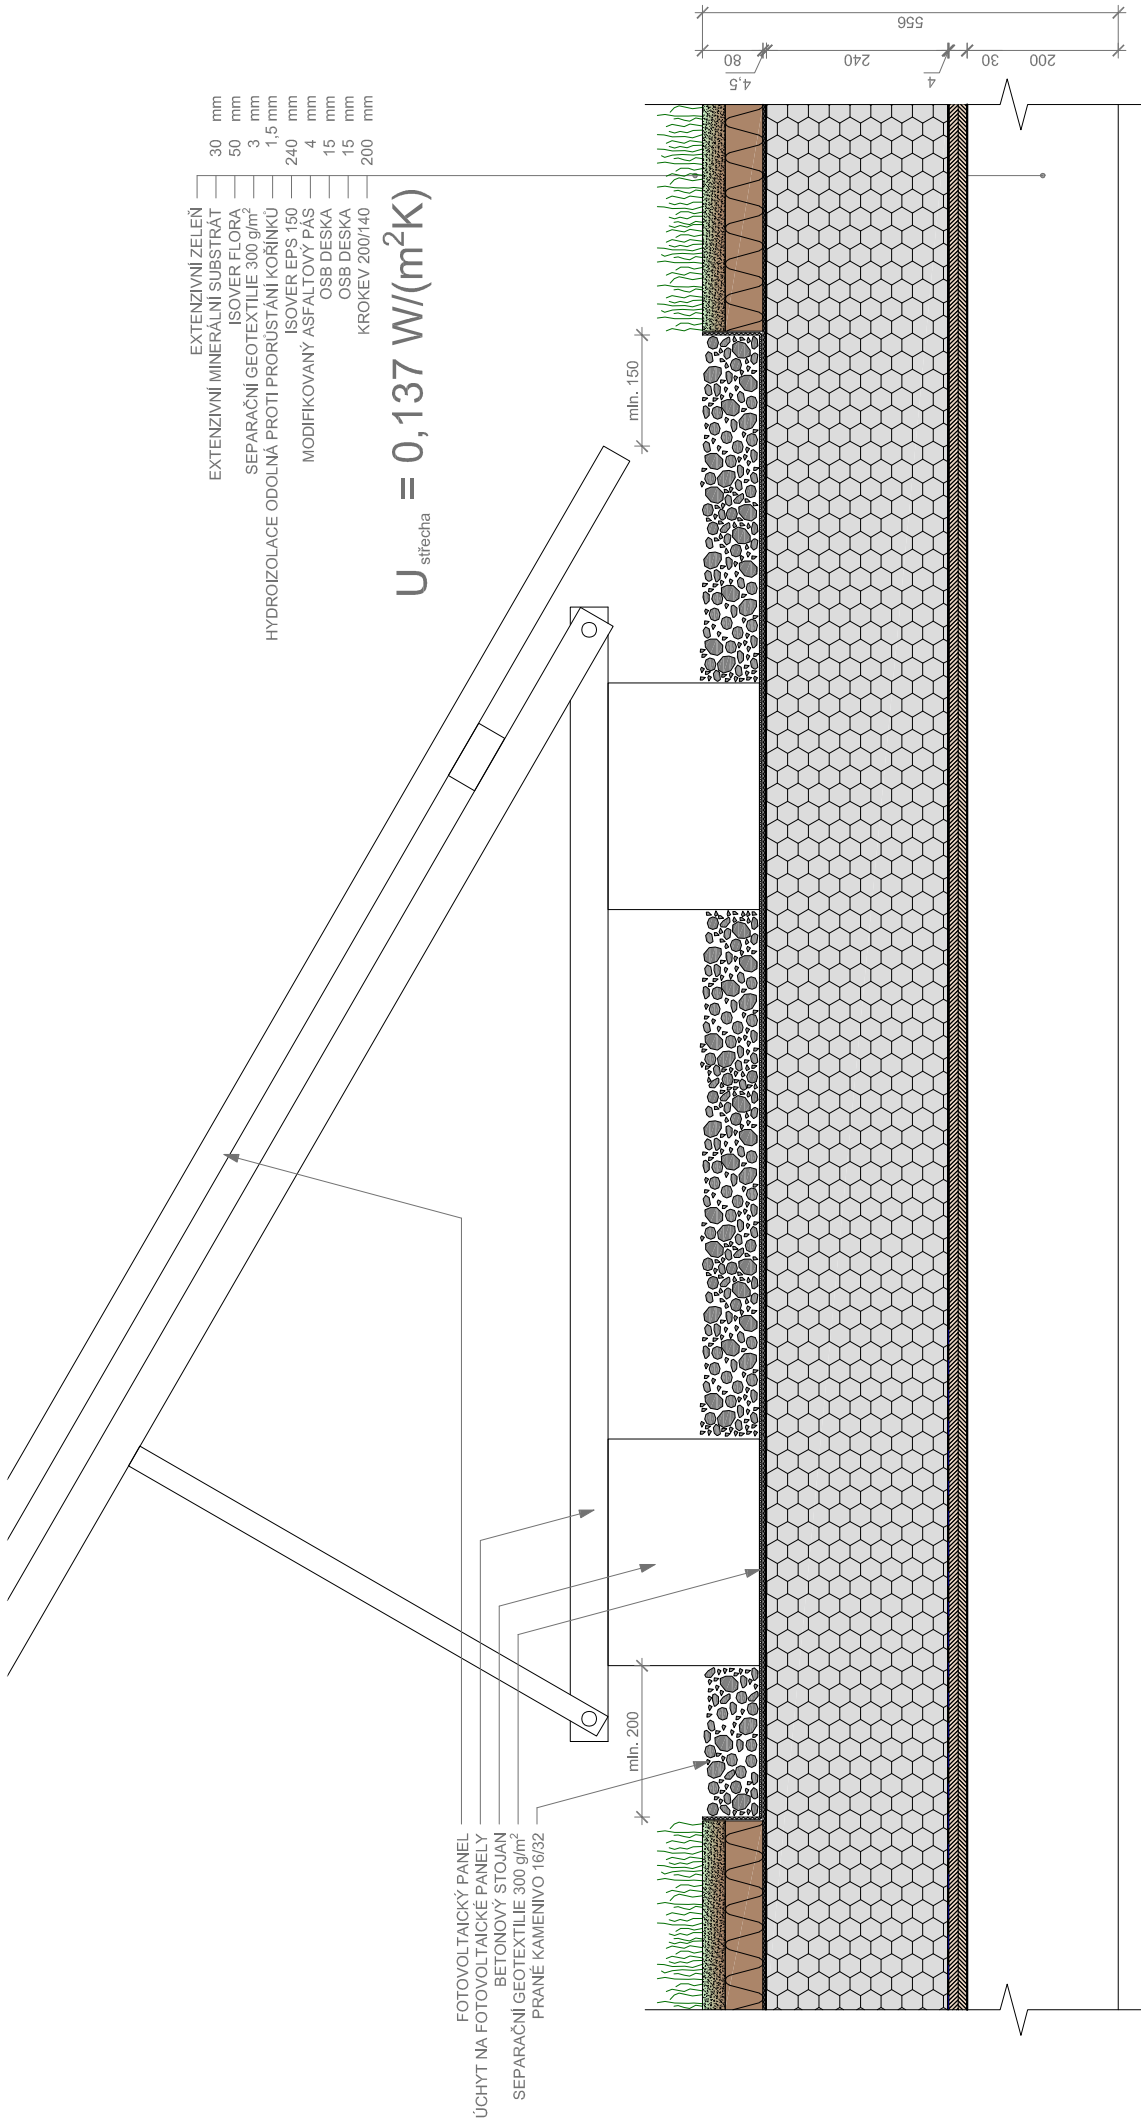 EXTENZIVNÍ ZELEŇ
EXTENZIVNÍ MINERÁLNÍ SUBSTRÁT 30 mm
ISOVER FLORA 50 mm
SEPARAČNÍ GEOTEXTILIE 300 g/m² 3 mm
HYDROIZOLACE ODOLNÁ PROTI PRORŮSTÁNÍ KOŘÍNKŮ 1,5 mm
ISOVER EPS 150 240 mm
MODIFIKOVANÝ ASFALTOVÝ PÁS 4 mm
OSB DESKA 15 mm
OSB DESKA 15 mm
KROKEV 200/140 200 mm
U střecha = 0,137 W/(m²K)
FOTOVOLTAICKÝ PANEL
ÚCHYT NA FOTOVOLTAICKÉ PANELY
BETONOVÝ STOJAN
SEPARAČNÍ GEOTEXTILIE 300 g/m²
PRANÉ KAMENIVO 16/32
min. 200
min. 150
80
4,5
240
4
30
200